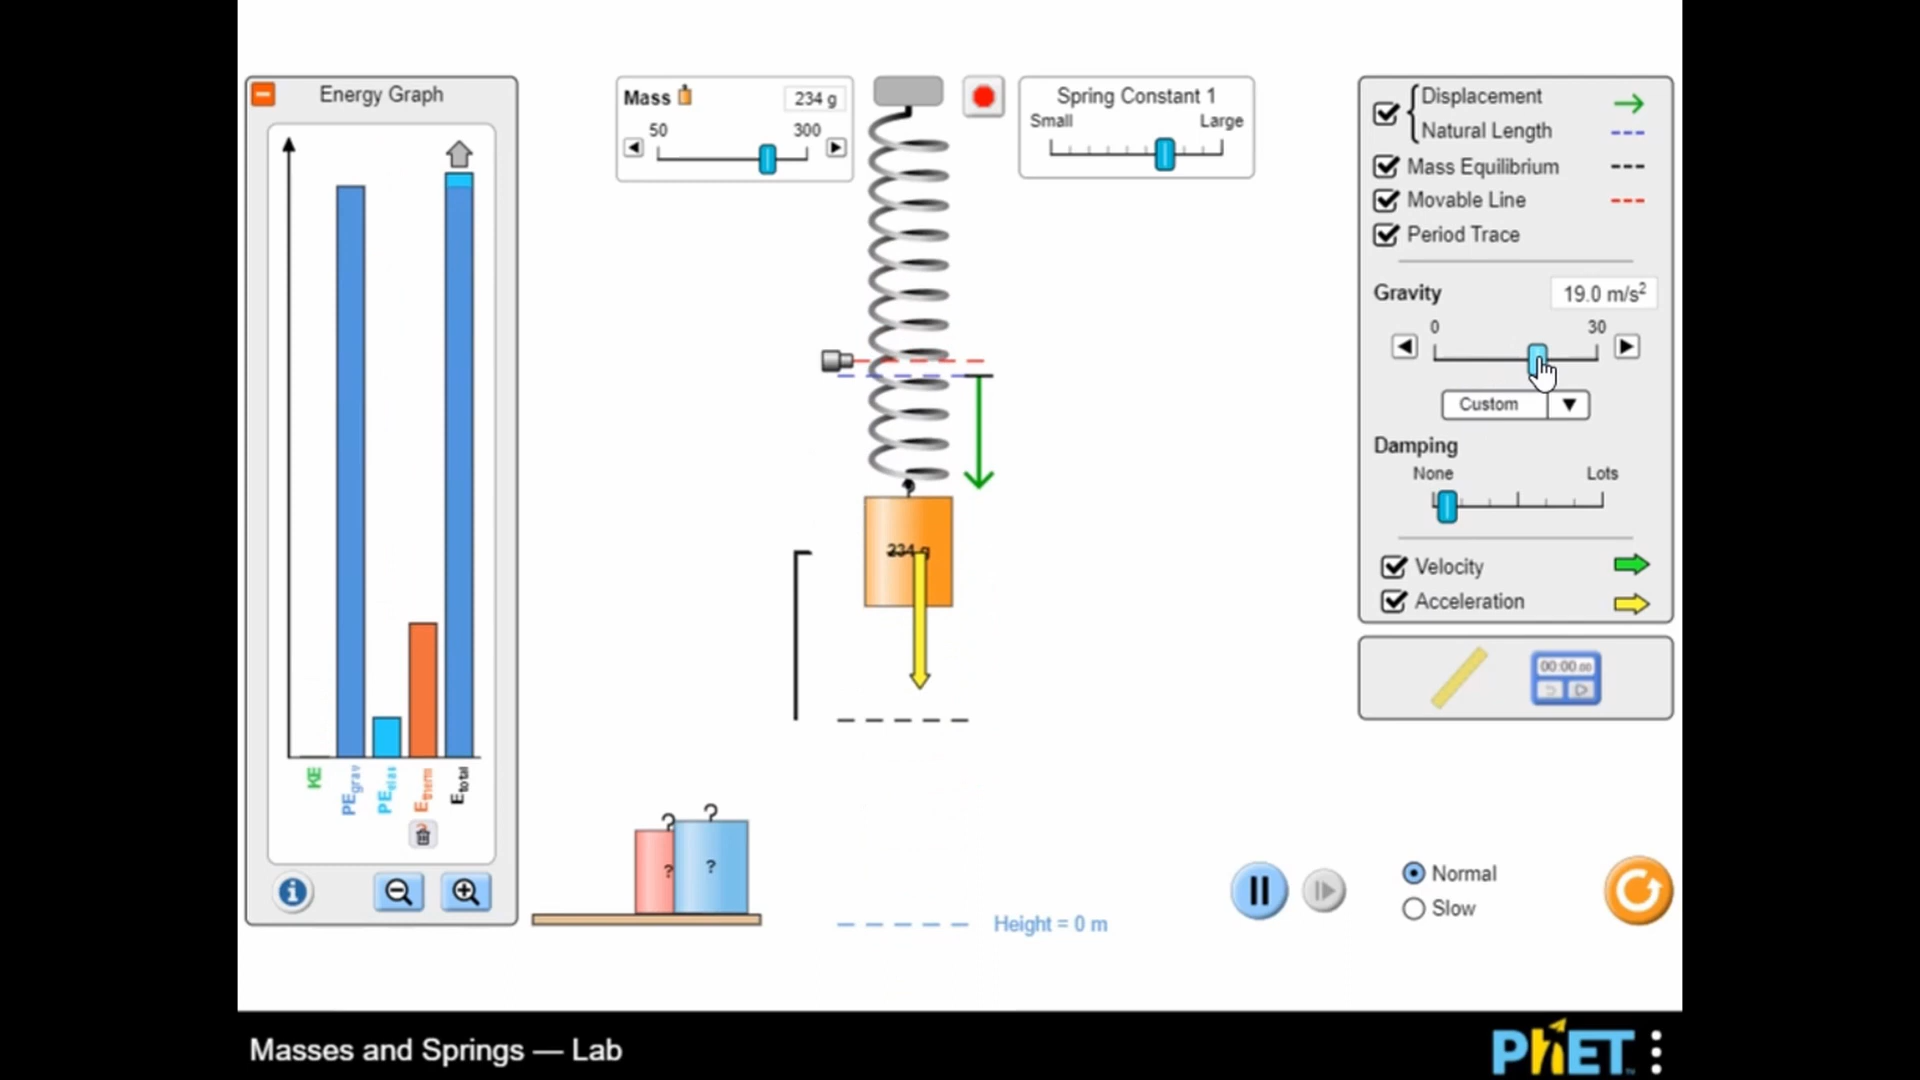 Energy Graph
KE
PEgrav
PEelas
Etherm
Etotal
Mass
234 g
50
300
Spring Constant 1
Small
Large
234 g
?
?
Height = 0 m
Displacement
Natural Length
Mass Equilibrium
Movable Line
Period Trace
Gravity
19.0 m/s²
0
30
Custom
Damping
None
Lots
Velocity
Acceleration
00:00.00
Normal
Slow
Masses and Springs — Lab
PhET